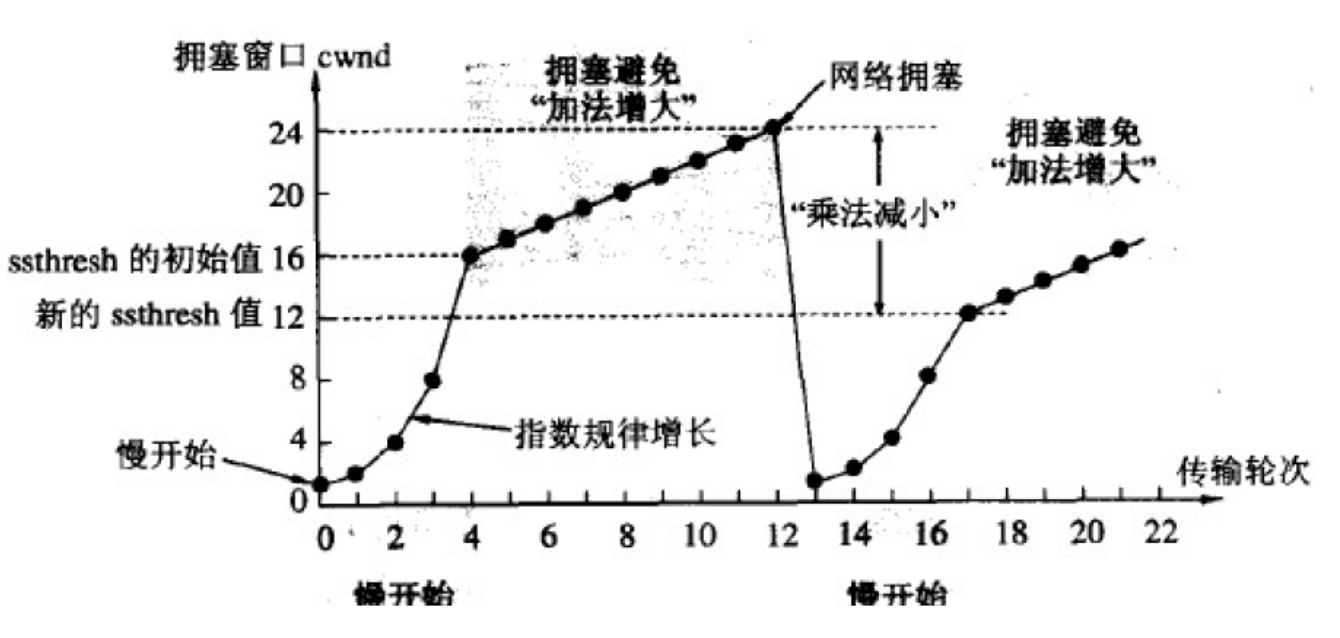 拥塞窗口 cwnd
拥塞避免
“加法增大”
网络拥塞
24
拥塞避免
“加法增大”
20
“乘法减小”
ssthresh 的初始值 16
新的 ssthresh 值 12
8
4
指数规律增长
慢开始
传输轮次
0
0 2 4 6 8 10 12 14 16 18 20 22
慢开始
慢开始